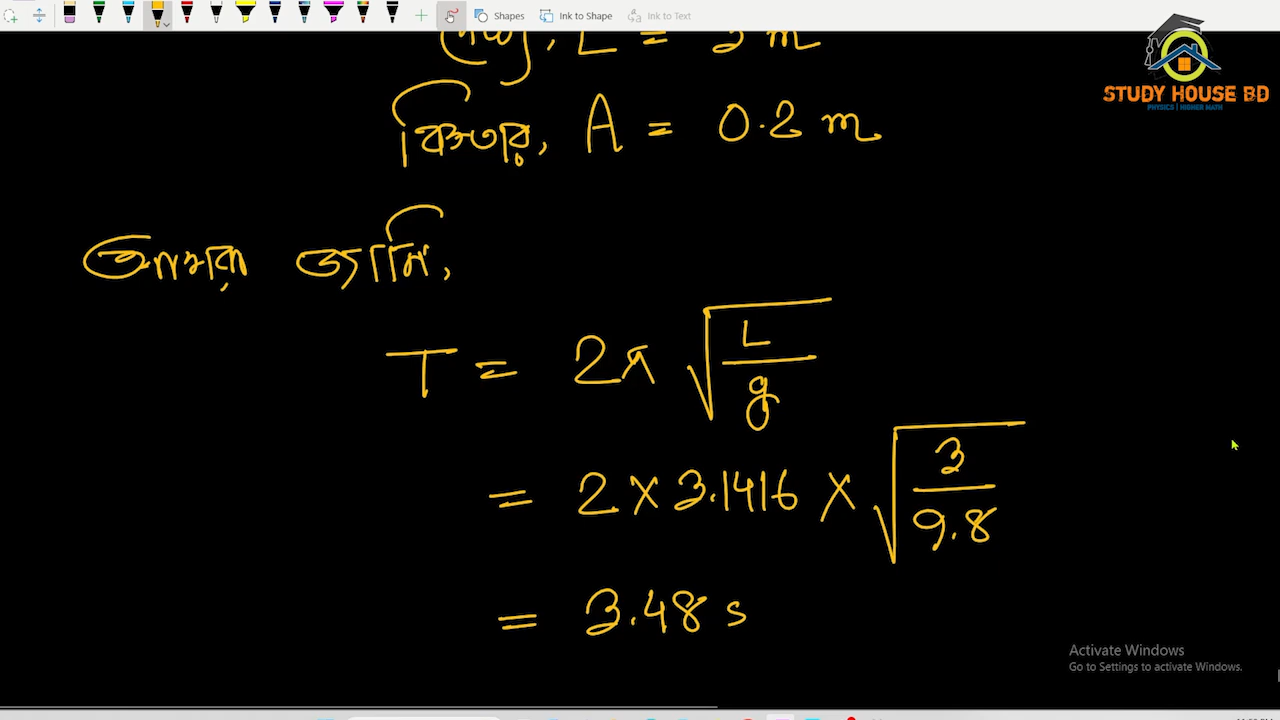 Shapes Ink to Shape Ink to Text
STUDY HOUSE BD
PHYSICS | HIGHER MATH
L = 3 m
বিস্তার, A = 0.2 m
আমরা জানি,
T = 2π √(L/g)
= 2 × 3.1416 × √(3/9.8)
= 3.48 s
Activate Windows
Go to Settings to activate Windows.